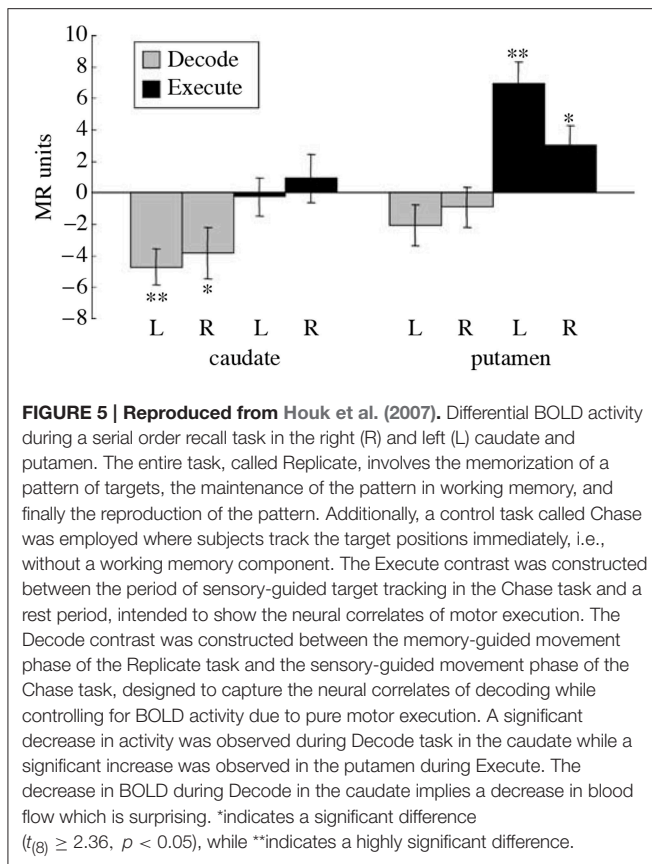 10
8
6
4
2
0
−2
−4
−6
−8
MR units
Decode
Execute
** *
** *
L R L R L R L R
caudate putamen
FIGURE 5 | Reproduced from Houk et al. (2007). Differential BOLD activity
during a serial order recall task in the right (R) and left (L) caudate and
putamen. The entire task, called Replicate, involves the memorization of a
pattern of targets, the maintenance of the pattern in working memory, and
finally the reproduction of the pattern. Additionally, a control task called Chase
was employed where subjects track the target positions immediately, i.e.,
without a working memory component. The Execute contrast was constructed
between the period of sensory-guided target tracking in the Chase task and a
rest period, intended to show the neural correlates of motor execution. The
Decode contrast was constructed between the memory-guided movement
phase of the Replicate task and the sensory-guided movement phase of the
Chase task, designed to capture the neural correlates of decoding while
controlling for BOLD activity due to pure motor execution. A significant
decrease in activity was observed during Decode task in the caudate while a
significant increase was observed in the putamen during Execute. The
decrease in BOLD during Decode in the caudate implies a decrease in blood
flow which is surprising. *indicates a significant difference
(t(8) ≥ 2.36, p < 0.05), while **indicates a highly significant difference.